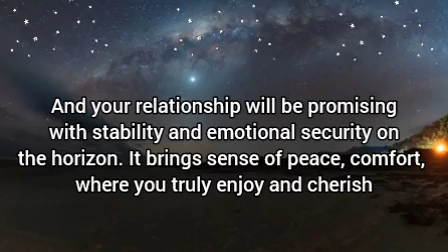 And your relationship will be promising
with stability and emotional security on
the horizon. It brings sense of peace, comfort,
where you truly enjoy and cherish